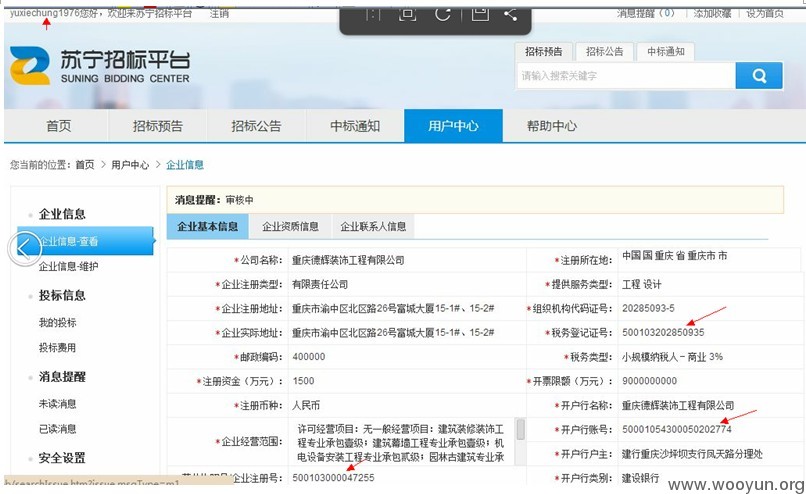 yuxiechung1976您好，欢迎来苏宁招标平台 注销
消息提醒（0） | 添加收藏 | 设为首页
苏宁招标平台
SUNING BIDDING CENTER
招标预告 招标公告 中标通知
请输入搜索关键字
首页 招标预告 招标公告 中标通知 用户中心 帮助中心
您当前的位置：首页 > 用户中心 > 企业信息
企业信息
企业信息-查看
企业信息-维护
投标信息
我的投标
投标费用
消息提醒
未读消息
已读消息
安全设置
消息提醒：审核中
企业基本信息 企业资质信息 企业联系人信息
*公司名称： 重庆德辉装饰工程有限公司 *注册所在地： 中国 国 重庆 省 重庆市 市
*企业注册类型： 有限责任公司 *提供服务类型： 工程 设计
*企业注册地址： 重庆市渝中区北区路26号富城大厦15-1#、15-2# *组织机构代码证号： 20285093-5
*企业实际地址： 重庆市渝中区北区路26号富城大厦15-1#、15-2# *税务登记证号： 500103202850935
*邮政编码： 400000 *税务类型： 小规模纳税人－商业 3%
*注册资金（万元）： 1500 *开票限额（万元）： 9000000000
*注册币种： 人民币 *开户行名称： 重庆德辉装饰工程有限公司
*企业经营范围： 许可经营项目：无一般经营项目：建筑装修装饰工
程专业承包壹级；建筑幕墙工程专业承包壹级；机
电设备安装工程专业承包贰级；园林古建筑专业承
*开户行账号： 50001054300050202774
*开户行户主： 建行重庆沙坪坝支行凤天路分理处
企业注册号： 500103000047255 *开户行类别： 建设银行
h/searchIssue.htm?issue.msgType=m1
www.wooyun.org